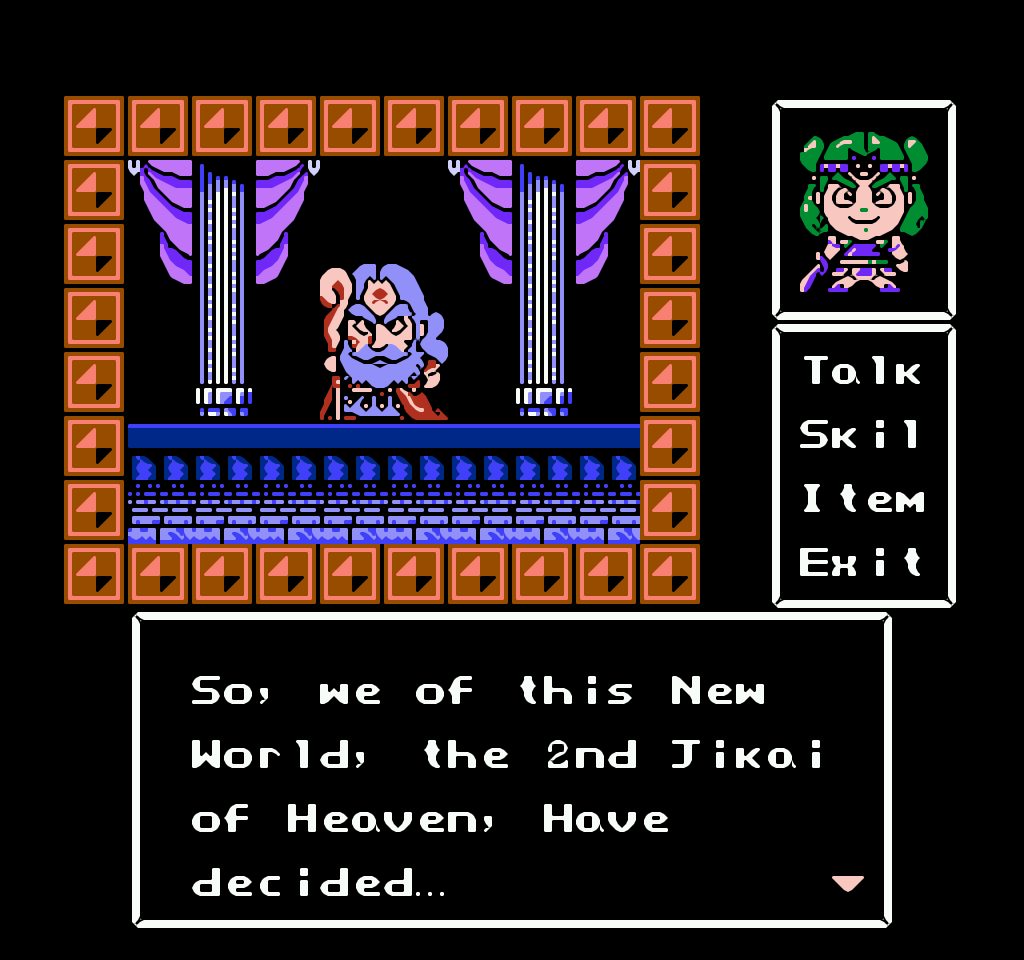 Talk
Skil
Item
Exit
So, we of this New
World, the 2nd Jikai
of Heaven, Have
decided...